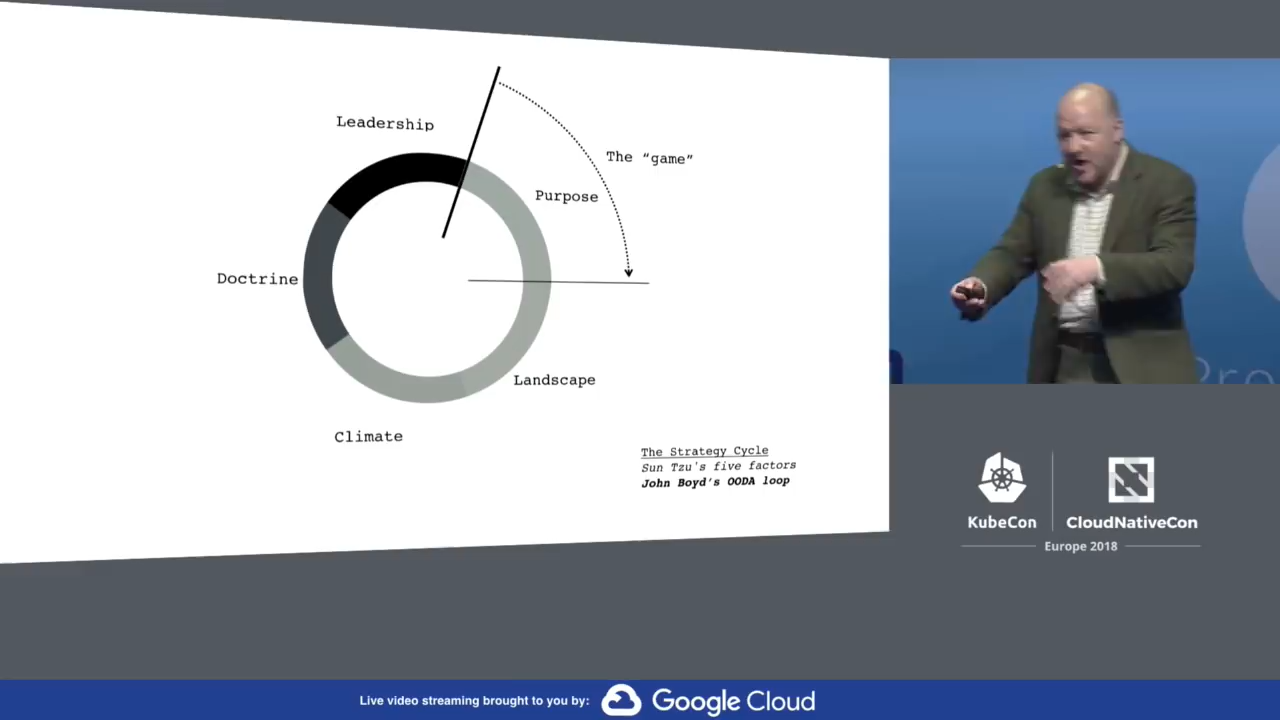 Leadership
The “game”
Purpose
Doctrine
Landscape
Climate
The Strategy Cycle
Sun Tzu's five factors
John Boyd's OODA loop
Pro
KubeCon
CloudNativeCon
Europe 2018
Live video streaming brought to you by:
Google Cloud